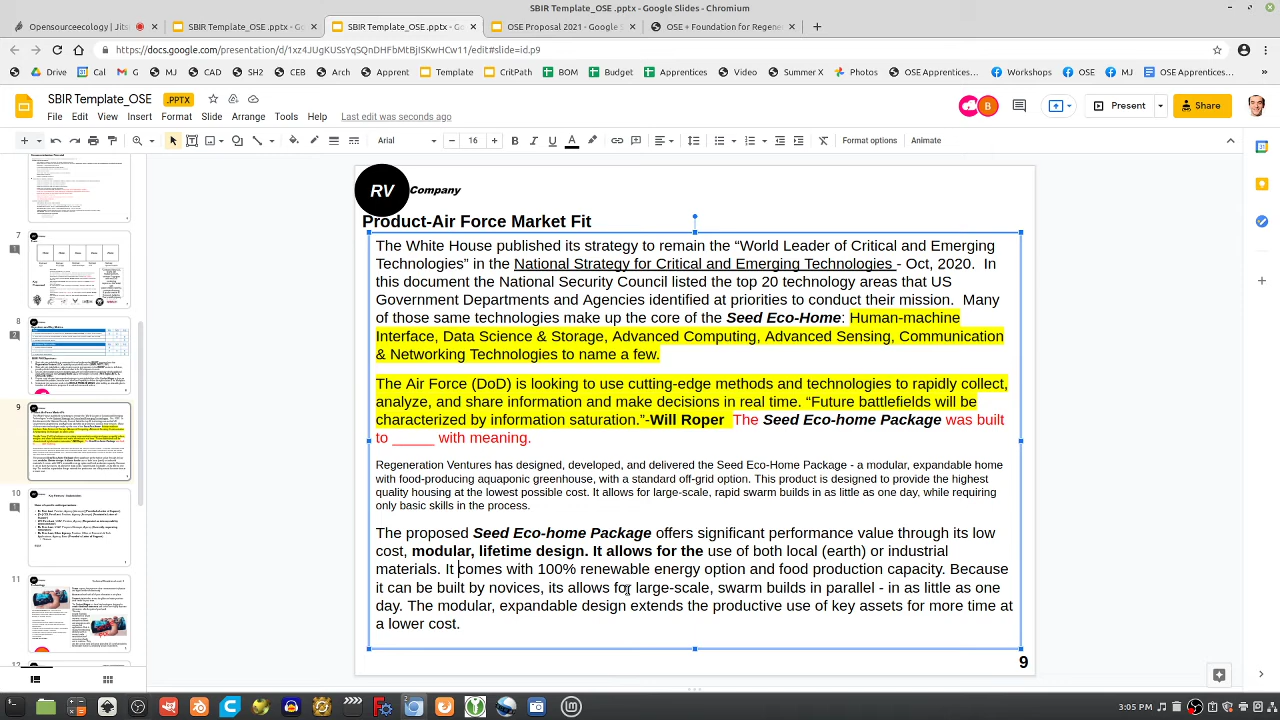 SBIR Template_OSE .pptx - Google Slides - Chromium
Opensourceecology / Jitsi
SBIR Template_OSE .pptx - Go
SBIR Template_OSE .pptx - Go
OSE Proposal 2021 - Google S
OSE + Foundation for Regener
https://docs.google.com/presentation/d/1xz4JUgKUSsYqSQnDHFbMtBjISKwHCw11/edit#slide=id.p9
Drive
Cal
G
MJ
CAD
SH2
CEB
Arch
Apprent
Template
CritPath
BOM
Budget
Apprentices
Video
Summer X
Photos
OSE Apprentices…
Workshops
OSE
MJ
OSE Apprentices…
SBIR Template_OSE
.PPTX
File Edit View Insert Format Slide Arrange Tools Help
Last edit was seconds ago
B
Present
Share
Arial
16
Format options
Animate
7
8
10
11
12
RV Company
Product-Air Force Market Fit
The White House published its strategy to remain the “World Leader of Critical and Emerging
Technologies” in the National Strategy for Critical and Emerging Technologies - Oct, 2020. In
this document the National Security Council listed the top 20 technology areas that US
Government Departments and Agencies identified at priorities to conduct their mission. Many
of those same technologies make up the core of the Seed Eco-Home: Human-machine
Interface, Data Science & Storage, Advanced Computing, Advanced Sensing, Communication
& Networking Technologies to name a few.
The Air Force (DoD) is looking to use cutting-edge methods and technologies to rapidly collect,
analyze, and share information and make decisions in real time. “Future battlefields will be
characterized by information saturation.”-Will Roper The Seed Eco-home Package was built
to _____ with meaning.
Regeneration Ventures has designed, developed, and delivered the Seed Eco-Home Package - a modular, expandable home
with food-producing aquaponic greenhouse, with a standard off-grid option. This product is designed to provide the highest
quality housing at the lowest possible cost. It allows for large-scale, rapid swarm builds in as little as one day, while requiring
only basic skills in the process.
The proposed Seed Eco-home Package offers significant performance value through its low
cost, modular, lifetime design. It allows for the use of both local (earth) or industrial
materials. It comes with 100% renewable energy option and food production capacity. Because
it can be built by novices, it allows for large-scale, swarm builds in parallel - in as little as one
day. The modular, expandable design extends the productive use of key assets for more time at
a lower cost.
9
3:05 PM